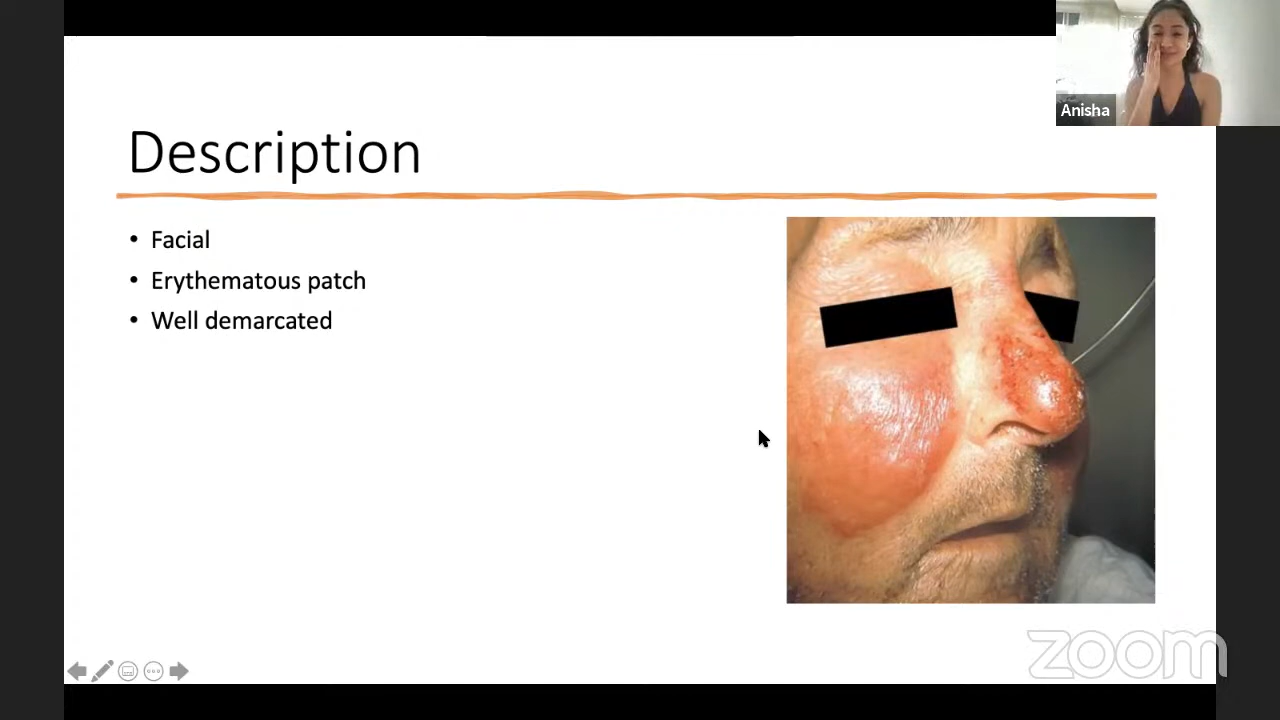 Anisha
Description
• Facial
• Erythematous patch
• Well demarcated
zoom